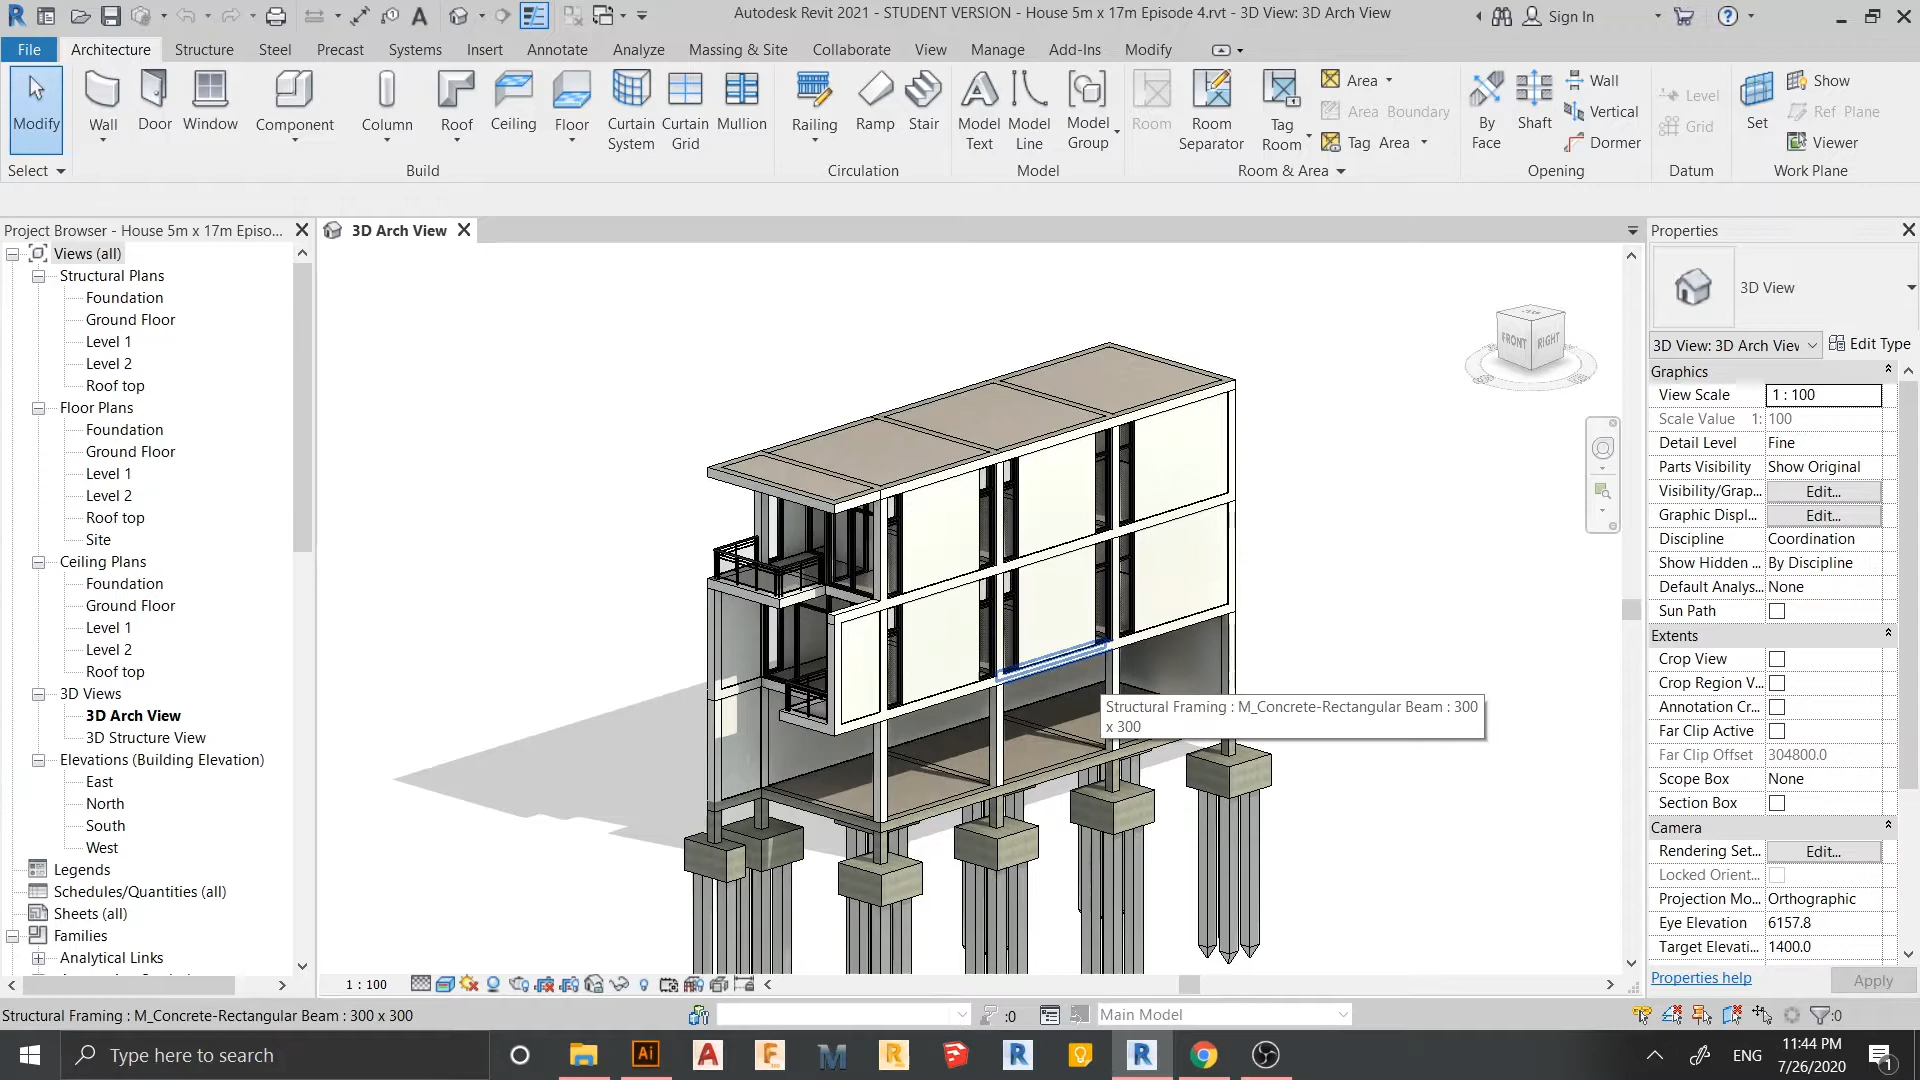 Autodesk Revit 2021 - STUDENT VERSION - House 5m x 17m Episode 4.rvt - 3D View: 3D Arch View
Sign In
File Architecture Structure Steel Precast Systems Insert Annotate Analyze Massing & Site Collaborate View Manage Add-Ins Modify
Modify
Wall
Door
Window
Component
Column
Roof
Ceiling
Floor
Curtain System
Curtain Grid
Mullion
Railing
Ramp
Stair
Model Text
Model Line
Model Group
Room
Room Separator
Tag Room
Area
Area Boundary
Tag Area
By Face
Shaft
Wall
Vertical
Dormer
Level
Grid
Set
Show
Ref Plane
Viewer
Select Build Circulation Model Room & Area Opening Datum Work Plane
Project Browser - House 5m x 17m Episo...
Views (all)
Structural Plans
Foundation
Ground Floor
Level 1
Level 2
Roof top
Floor Plans
Foundation
Ground Floor
Level 1
Level 2
Roof top
Site
Ceiling Plans
Foundation
Ground Floor
Level 1
Level 2
Roof top
3D Views
3D Arch View
3D Structure View
Elevations (Building Elevation)
East
North
South
West
Legends
Schedules/Quantities (all)
Sheets (all)
Families
Analytical Links
3D Arch View
FRONT RIGHT
Structural Framing : M_Concrete-Rectangular Beam : 300
x 300
1 : 100
Properties
3D View
3D View: 3D Arch Viev Edit Type
Graphics
View Scale 1 : 100
Scale Value 1: 100
Detail Level Fine
Parts Visibility Show Original
Visibility/Grap... Edit...
Graphic Displ... Edit...
Discipline Coordination
Show Hidden ... By Discipline
Default Analys... None
Sun Path
Extents
Crop View
Crop Region V...
Annotation Cr...
Far Clip Active
Far Clip Offset 304800.0
Scope Box None
Section Box
Camera
Rendering Set... Edit...
Locked Orient...
Projection Mo... Orthographic
Eye Elevation 6157.8
Target Elevati... 1400.0
Properties help Apply
Structural Framing : M_Concrete-Rectangular Beam : 300 x 300
:0
Main Model
:0
Type here to search
Ai
ENG
11:44 PM
7/26/2020
1